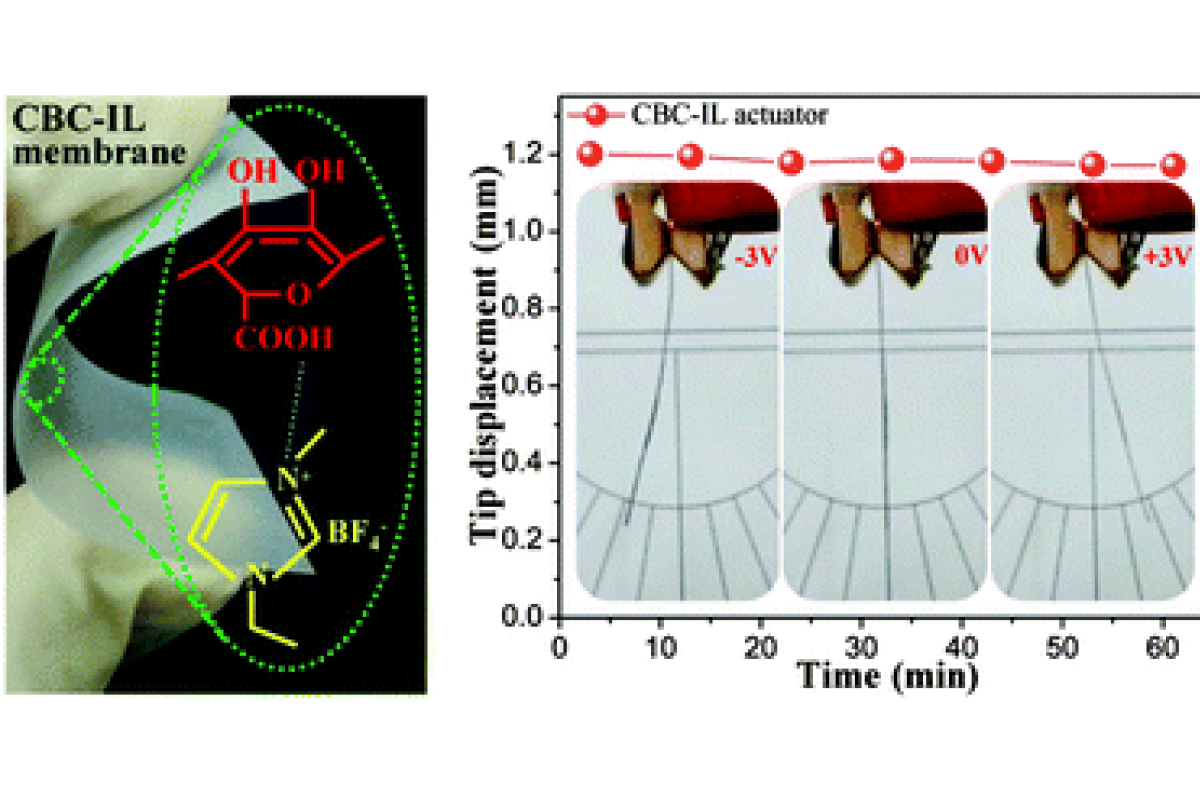 CBC-IL
membrane
OH OH
O
COOH
N+
BF4-
N
CBC-IL actuator
Tip displacement (mm)
1.2
1.0
0.8
0.6
0.4
0.2
0.0
-3V
0V
+3V
0 10 20 30 40 50 60
Time (min)